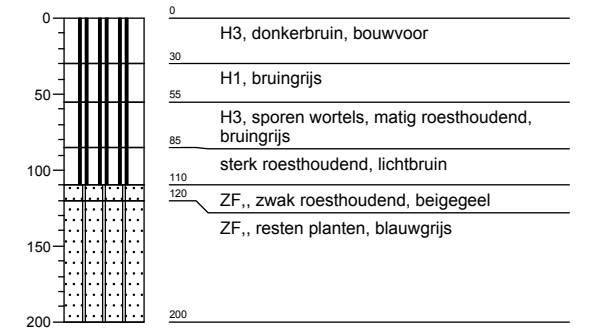 0
0
H3, donkerbruin, bouwvoor
30
H1, bruingrijs
50
55
H3, sporen wortels, matig roesthoudend,
bruingrijs
85
sterk roesthoudend, lichtbruin
100
110
ZF,, zwak roesthoudend, beigegeel
120
ZF,, resten planten, blauwgrijs
150
200
200